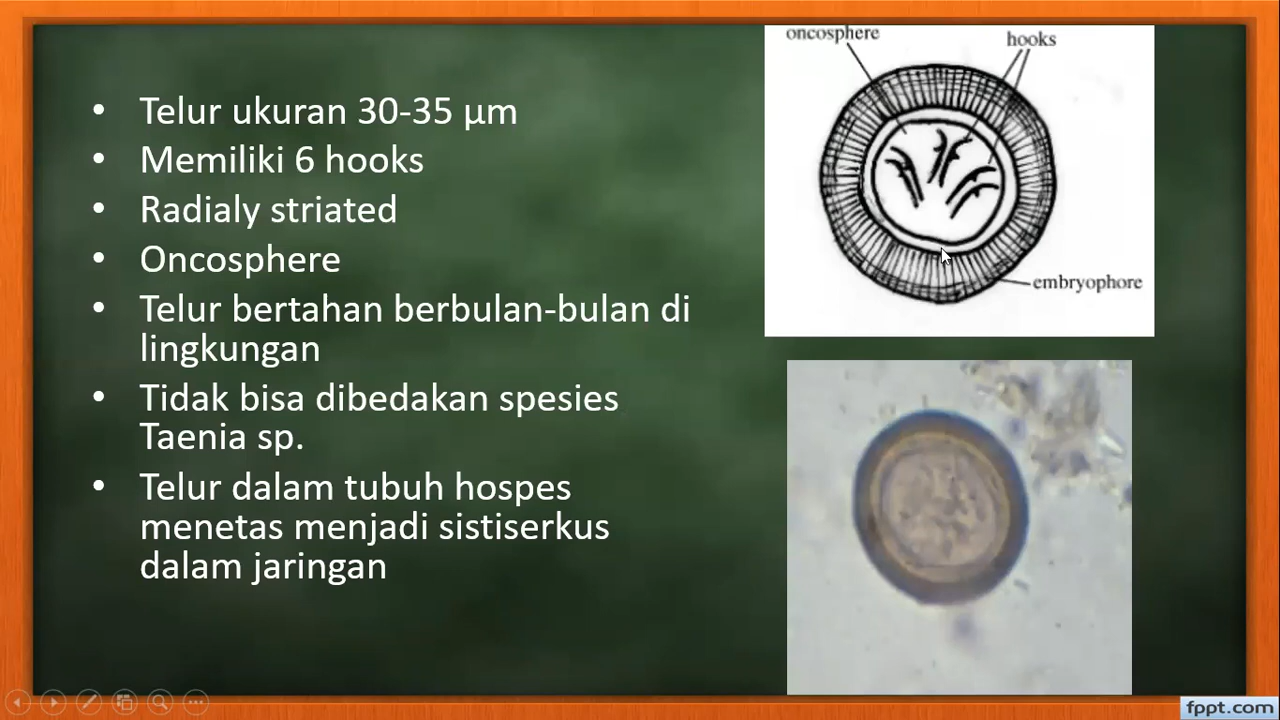 • Telur ukuran 30-35 µm
• Memiliki 6 hooks
• Radialy striated
• Oncosphere
• Telur bertahan berbulan-bulan di
lingkungan
• Tidak bisa dibedakan spesies
Taenia sp.
• Telur dalam tubuh hospes
menetas menjadi sistiserkus
dalam jaringan
oncosphere
hooks
embryophore
fppt.com